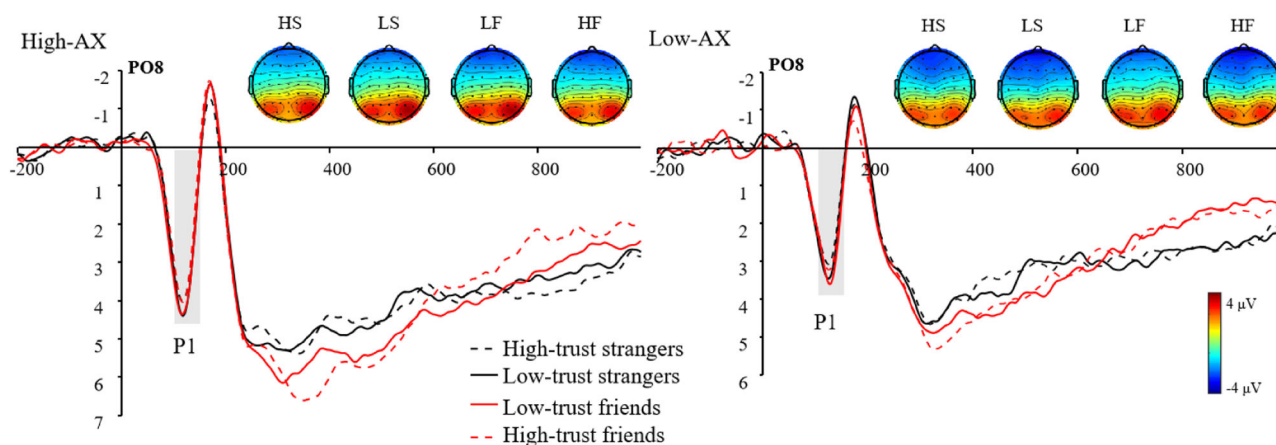 High-AX
HS LS LF HF
PO8
-2
-1
-200 200 400 600 800
1
2
3
4
5
6
7
P1
High-trust strangers
Low-trust strangers
Low-trust friends
High-trust friends
Low-AX
HS LS LF HF
PO8
-2
-1
-200 200 400 600 800
1
2
3
4
5
6
P1
4 μV
-4 μV